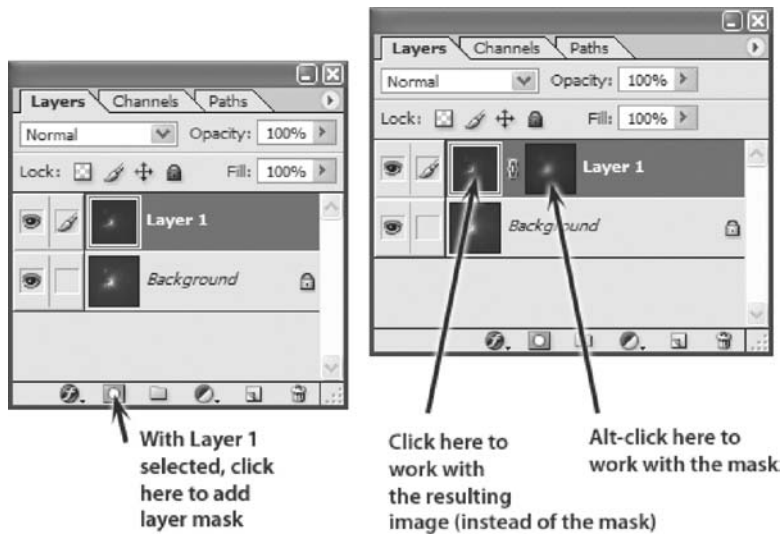 Layers Channels Paths
Normal Opacity: 100%
Lock: Fill: 100%
Layer 1
Background
With Layer 1
selected, click
here to add
layer mask
Layers Channels Paths
Normal Opacity: 100%
Lock: Fill: 100%
Layer 1
Background
Click here to
work with
the resulting
image (instead of the mask)
Alt-click here to
work with the mask